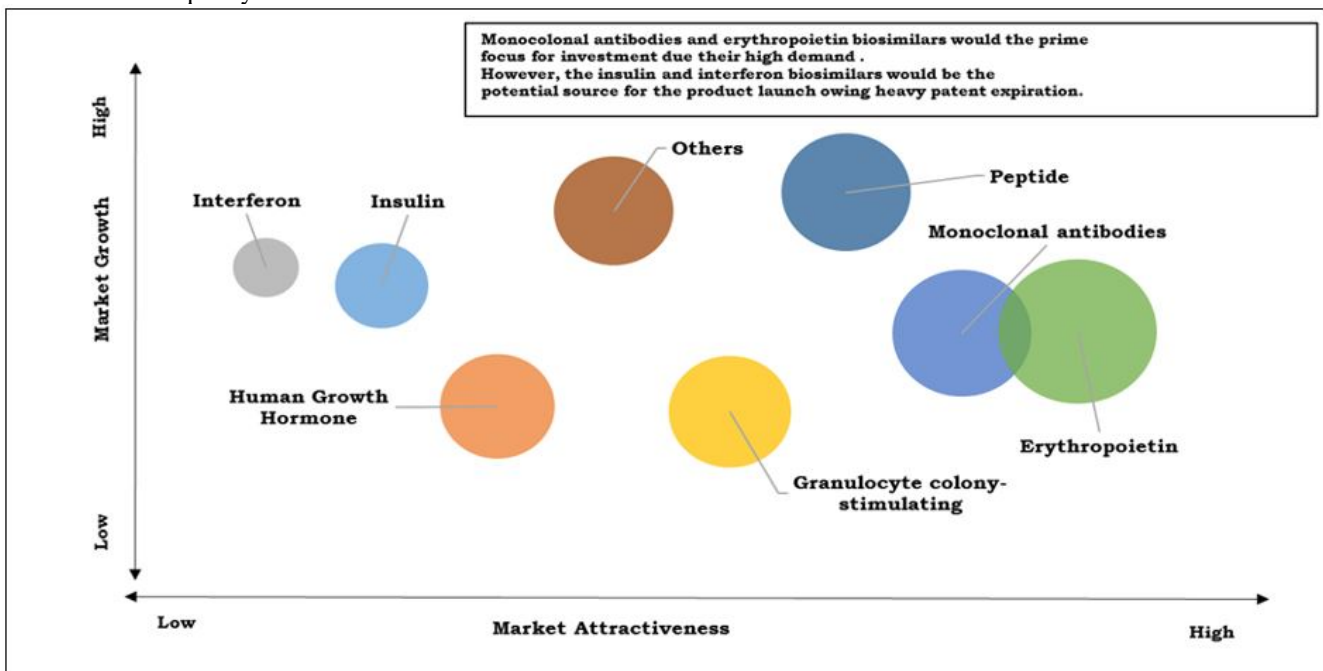 Monocolonal antibodies and erythropoietin biosimilars would the prime
focus for investment due their high demand .
However, the insulin and interferon biosimilars would be the
potential source for the product launch owing heavy patent expiration.
High
Market Growth
Low
Others
Peptide
Interferon
Insulin
Monoclonal antibodies
Human Growth
Hormone
Erythropoietin
Granulocyte colony-
stimulating
Low
Market Attractiveness
High